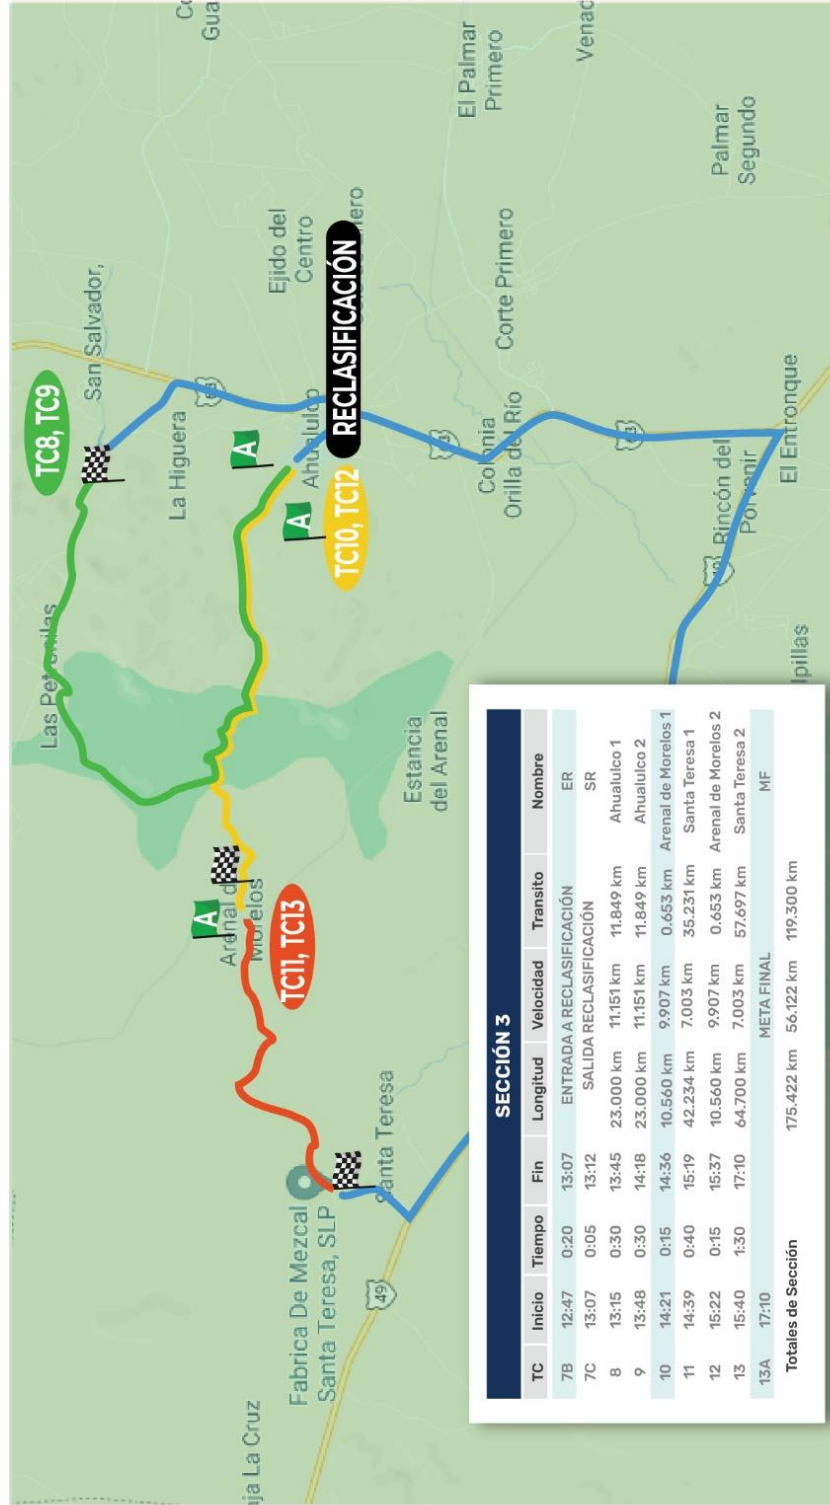 TC8, TC9
San Salvador,
Gua
Las Petronilas
La Higuera
A
Ahualulco
Ejido del
Centro
A
TC10, TC12
RECLASIFICACIÓN
A
Arenal de
Morelos
TC11, TC13
Fabrica De Mezcal
Santa Teresa, SLP
Santa Teresa
49
La Cruz
Estancia
del Arenal
El Palmar
Primero
Corte Primero
Colonia
Orilla del Río
Venad
Palmar
Segundo
Rincón del
Porvenir
El Entronque
lpillas
SECCIÓN 3
TC Inicio Tiempo Fin Longitud Velocidad Transito Nombre
7B 12:47 0:20 13:07 ENTRADA A RECLASIFICACIÓN ER
7C 13:07 0:05 13:12 SALIDA RECLASIFICACIÓN SR
8 13:15 0:30 13:45 23.000 km 11.151 km 11.849 km Ahualulco 1
9 13:48 0:30 14:18 23.000 km 11.151 km 11.849 km Ahualulco 2
10 14:21 0:15 14:36 10.560 km 9.907 km 0.653 km Arenal de Morelos 1
11 14:39 0:40 15:19 42.234 km 7.003 km 35.231 km Santa Teresa 1
12 15:22 0:15 15:37 10.560 km 9.907 km 0.653 km Arenal de Morelos 2
13 15:40 1:30 17:10 64.700 km 7.003 km 57.697 km Santa Teresa 2
13A 17:10 META FINAL MF
Totales de Sección 175.422 km 56.122 km 119.300 km